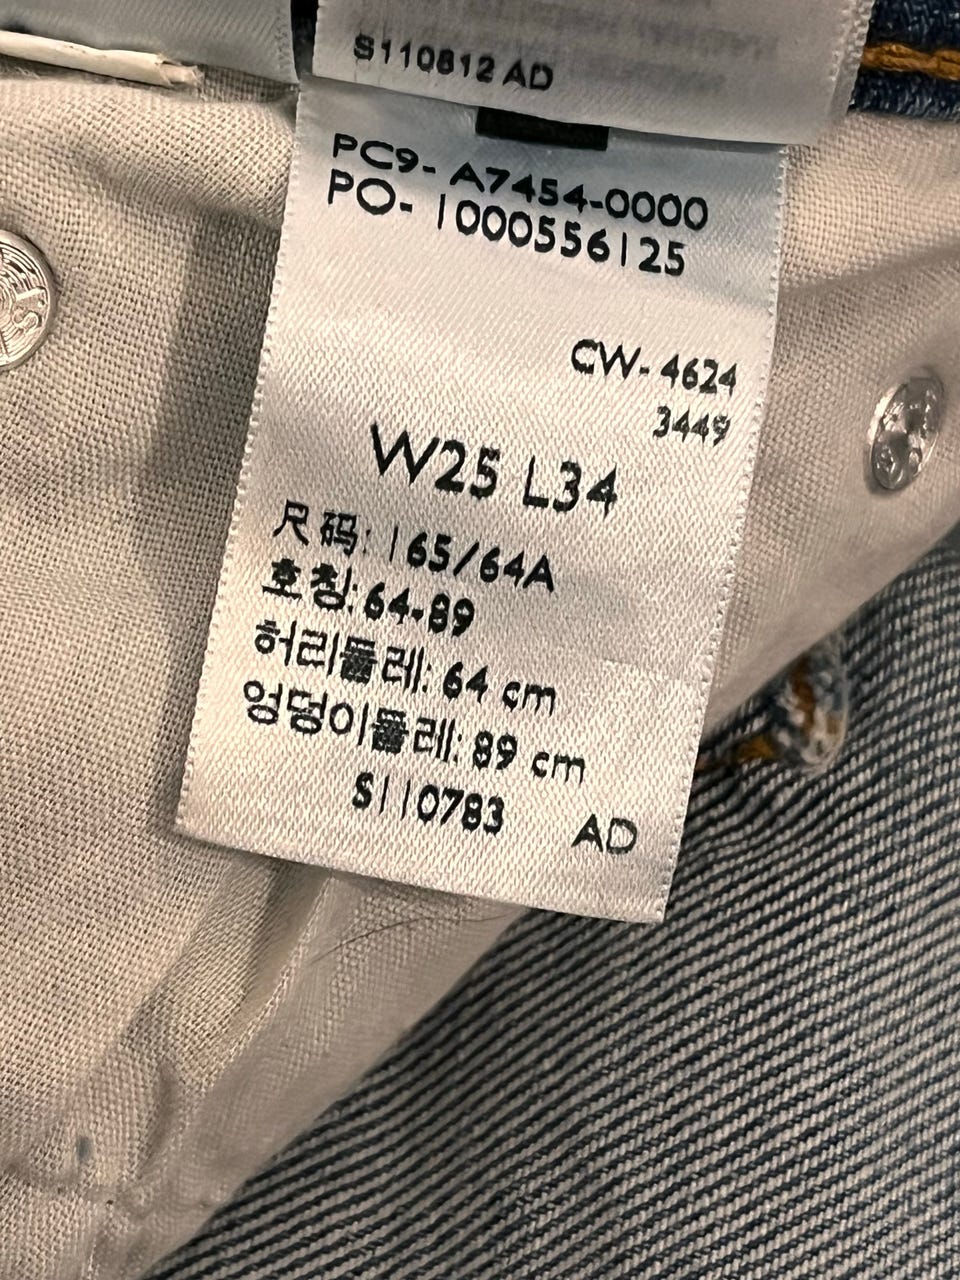 S110812 AD
PC9- A7454-0000
PO- 1000556125
CW- 4624
3449
W25 L34
尺码: 165/64A
호칭: 64-89
허리둘레: 64 cm
엉덩이둘레: 89 cm
S110783 AD